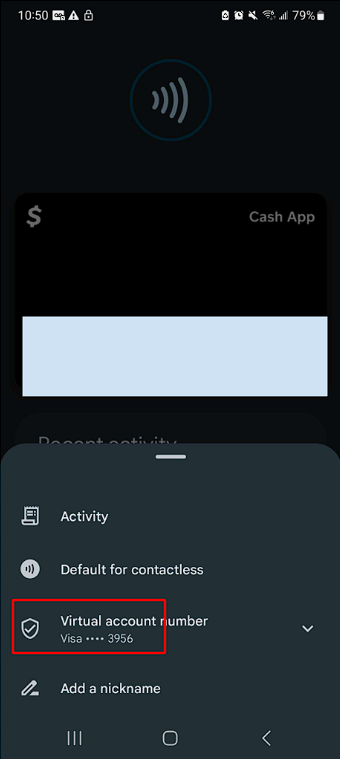 10:50 79%
$ Cash App
Recent activity
Activity
Default for contactless
Virtual account number
Visa •••• 3956
Add a nickname